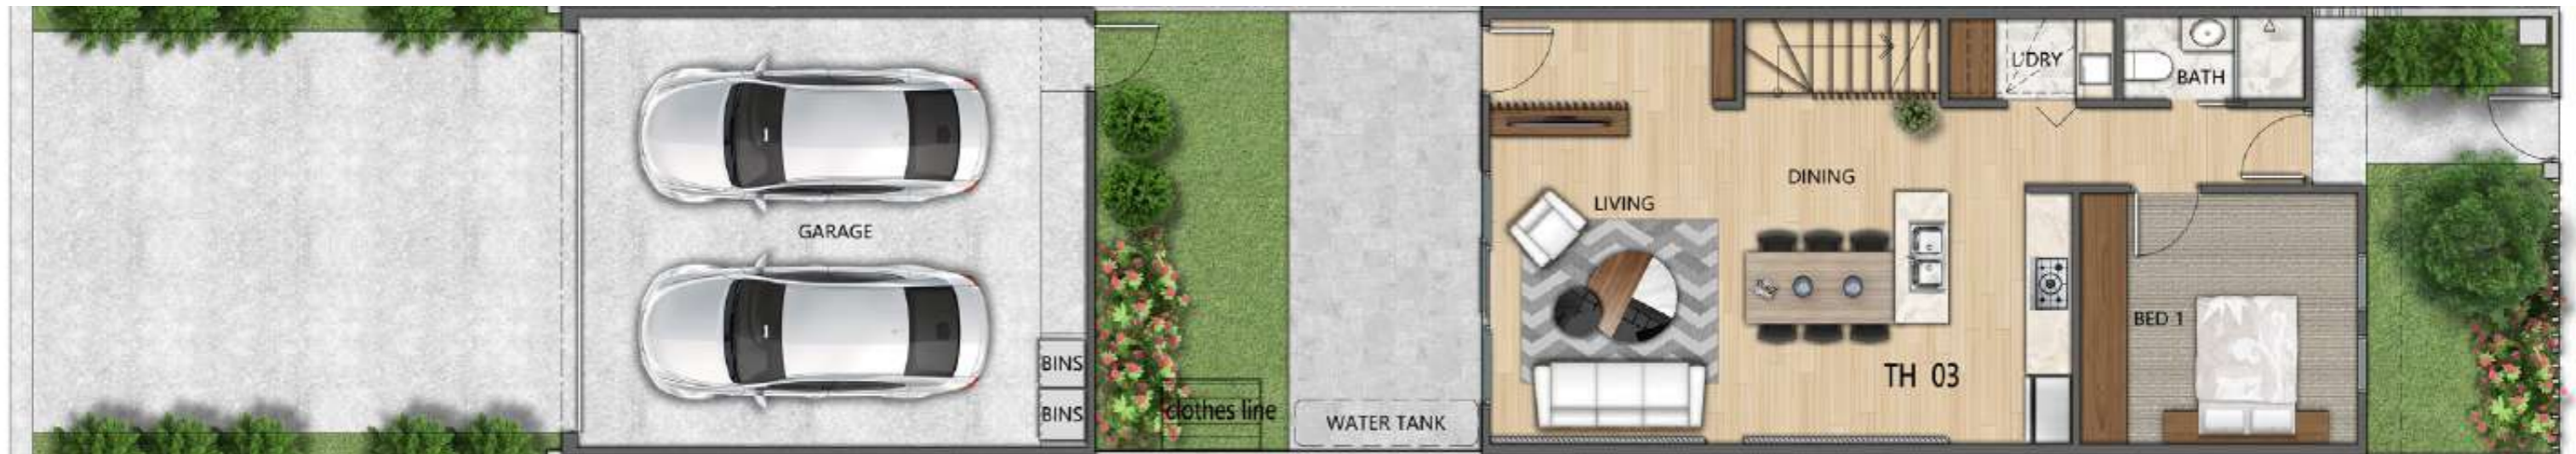 GARAGE
BINS
BINS
clothes line
WATER TANK
LIVING
DINING
TH 03
L'DRY
BATH
BED 1